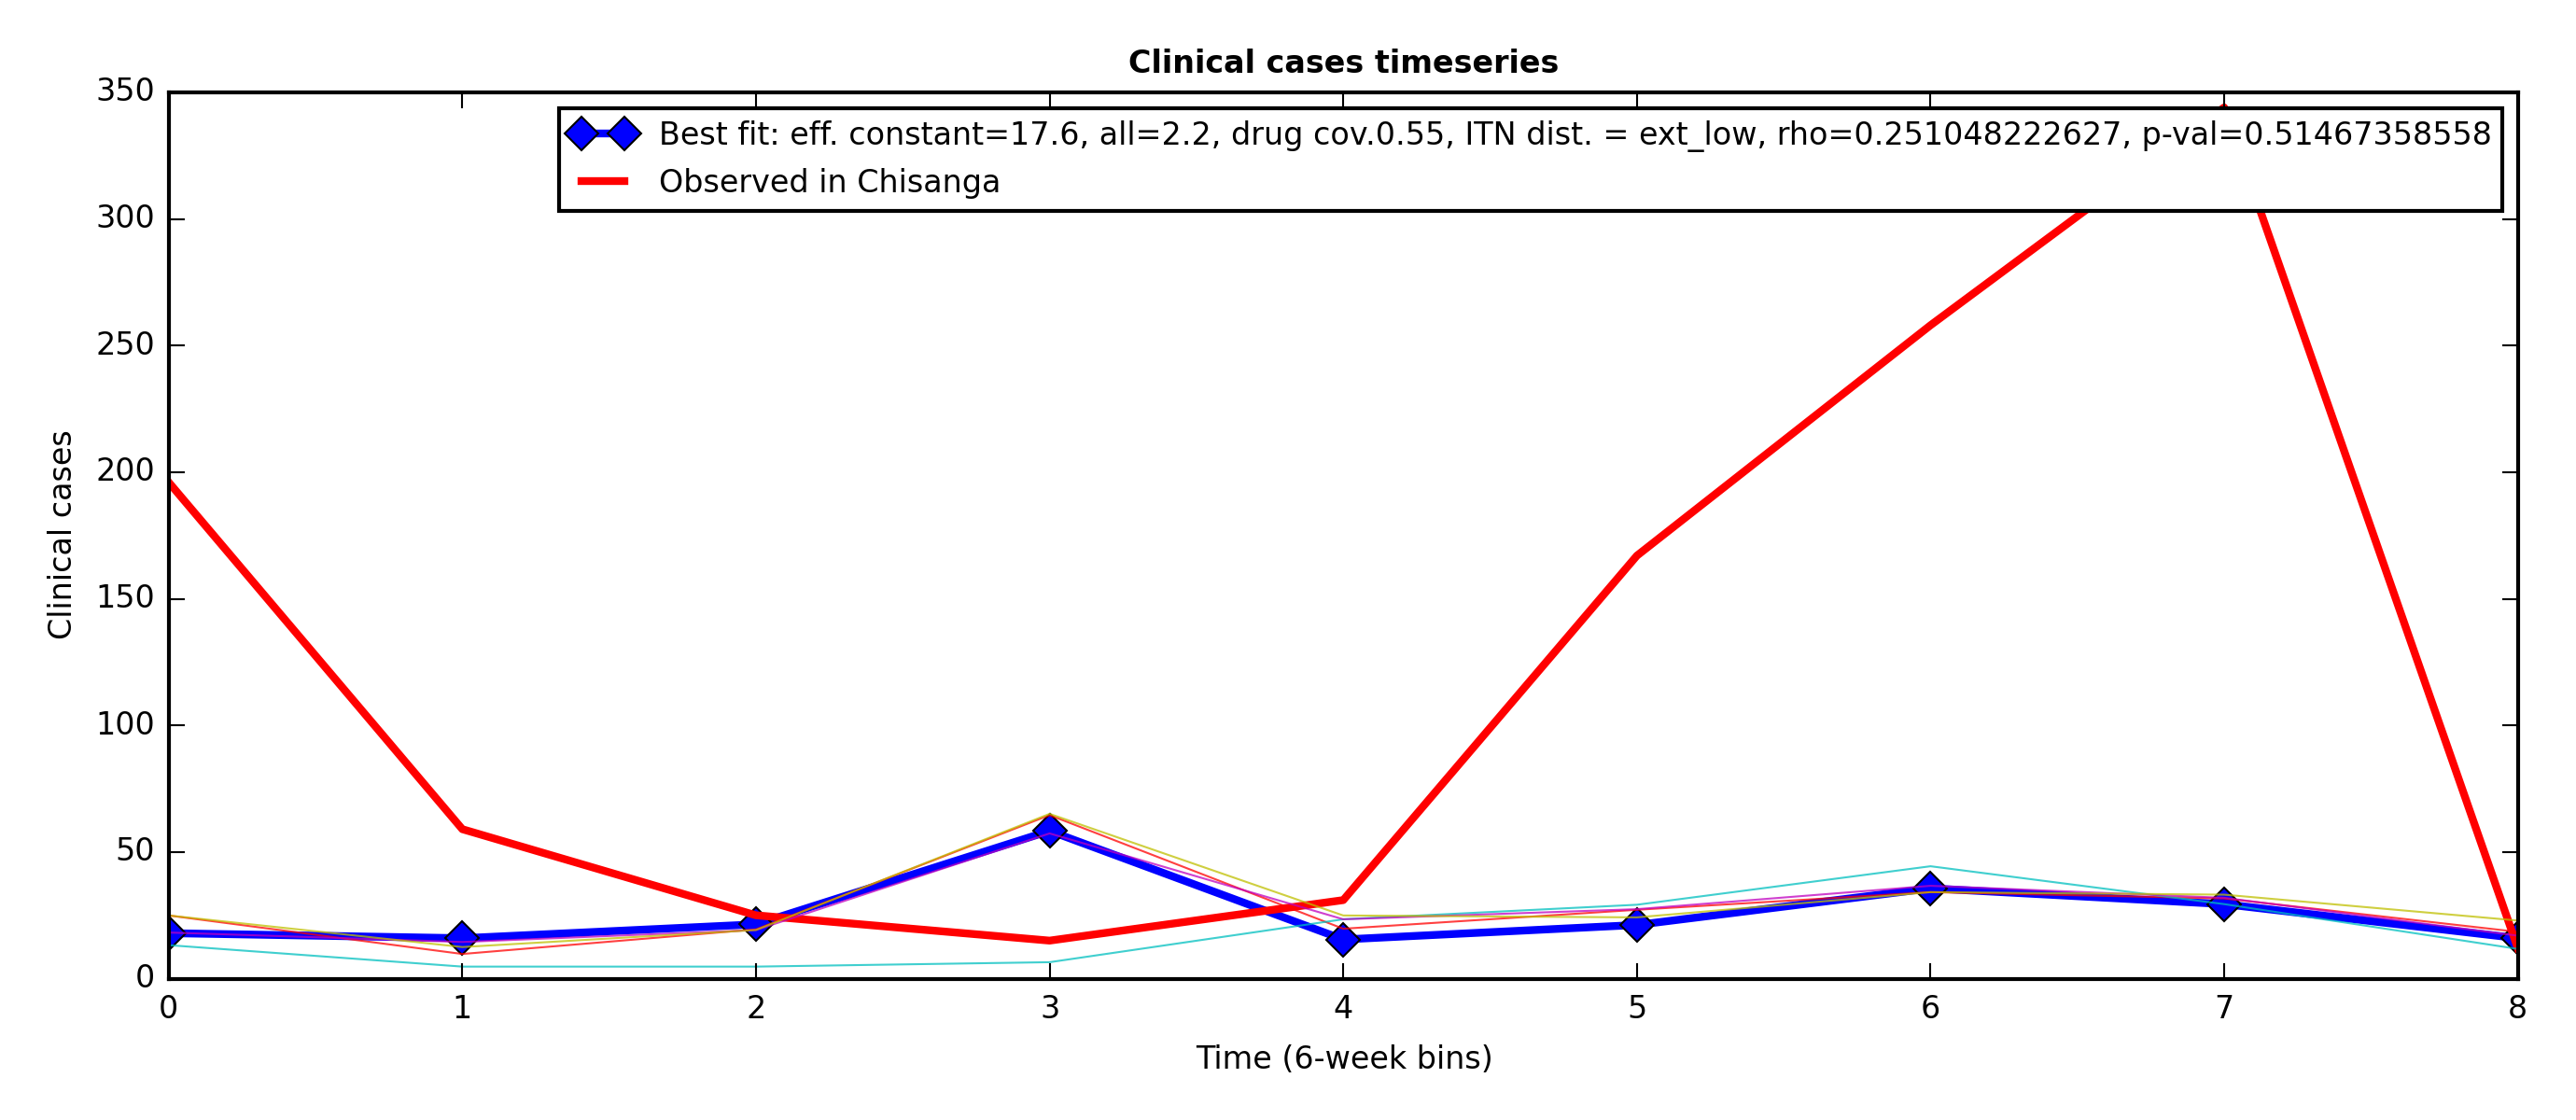 Clinical cases timeseries
350
300
250
200
150
100
50
0
Clinical cases
Best fit: eff. constant=17.6, all=2.2, drug cov.0.55, ITN dist. = ext_low, rho=0.251048222627, p-val=0.51467358558
Observed in Chisanga
0 1 2 3 4 5 6 7 8
Time (6-week bins)